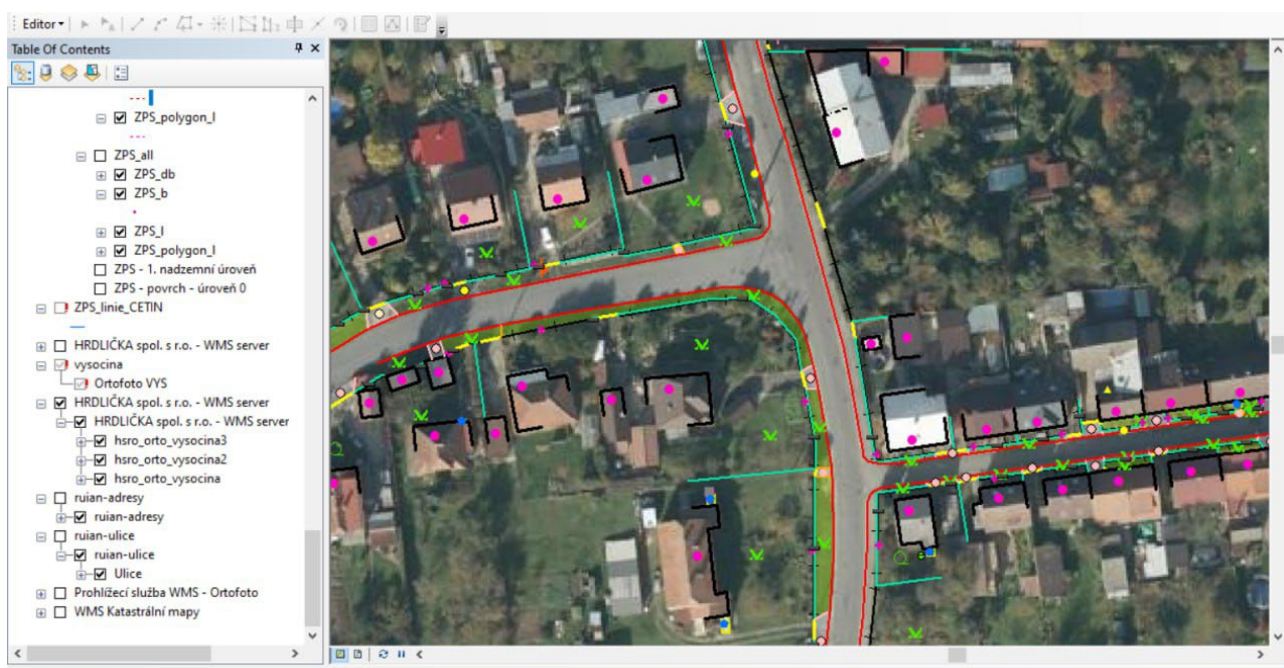 Editor
Table Of Contents
ZPS_polygon_l
ZPS_all
ZPS_db
ZPS_b
ZPS_l
ZPS_polygon_l
ZPS - 1. nadzemní úroveň
ZPS - povrch - úroveň 0
ZPS_linie_CETIN
HRDLIČKA spol. s r.o. - WMS server
vysocina
Ortofoto VYS
HRDLIČKA spol. s r.o. - WMS server
HRDLIČKA spol. s r.o. - WMS server
hsro_orto_vysocina3
hsro_orto_vysocina2
hsro_orto_vysocina
ruian-adresy
ruian-adresy
ruian-ulice
ruian-ulice
Ulice
Prohlížecí služba WMS - Ortofoto
WMS Katastrální mapy